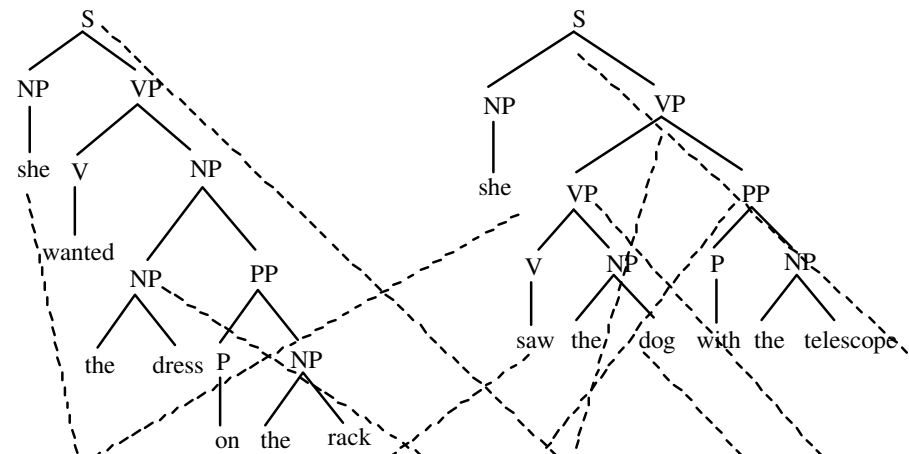 S S
NP VP NP VP
she V NP she VP PP
wanted NP PP V NP P NP
the dress P NP saw the dog with the telescope
on the rack